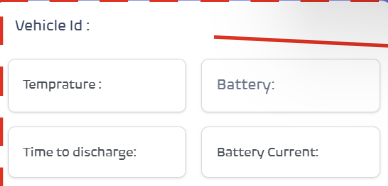 Vehicle Id :
Temprature :
Battery:
Time to discharge:
Battery Current: